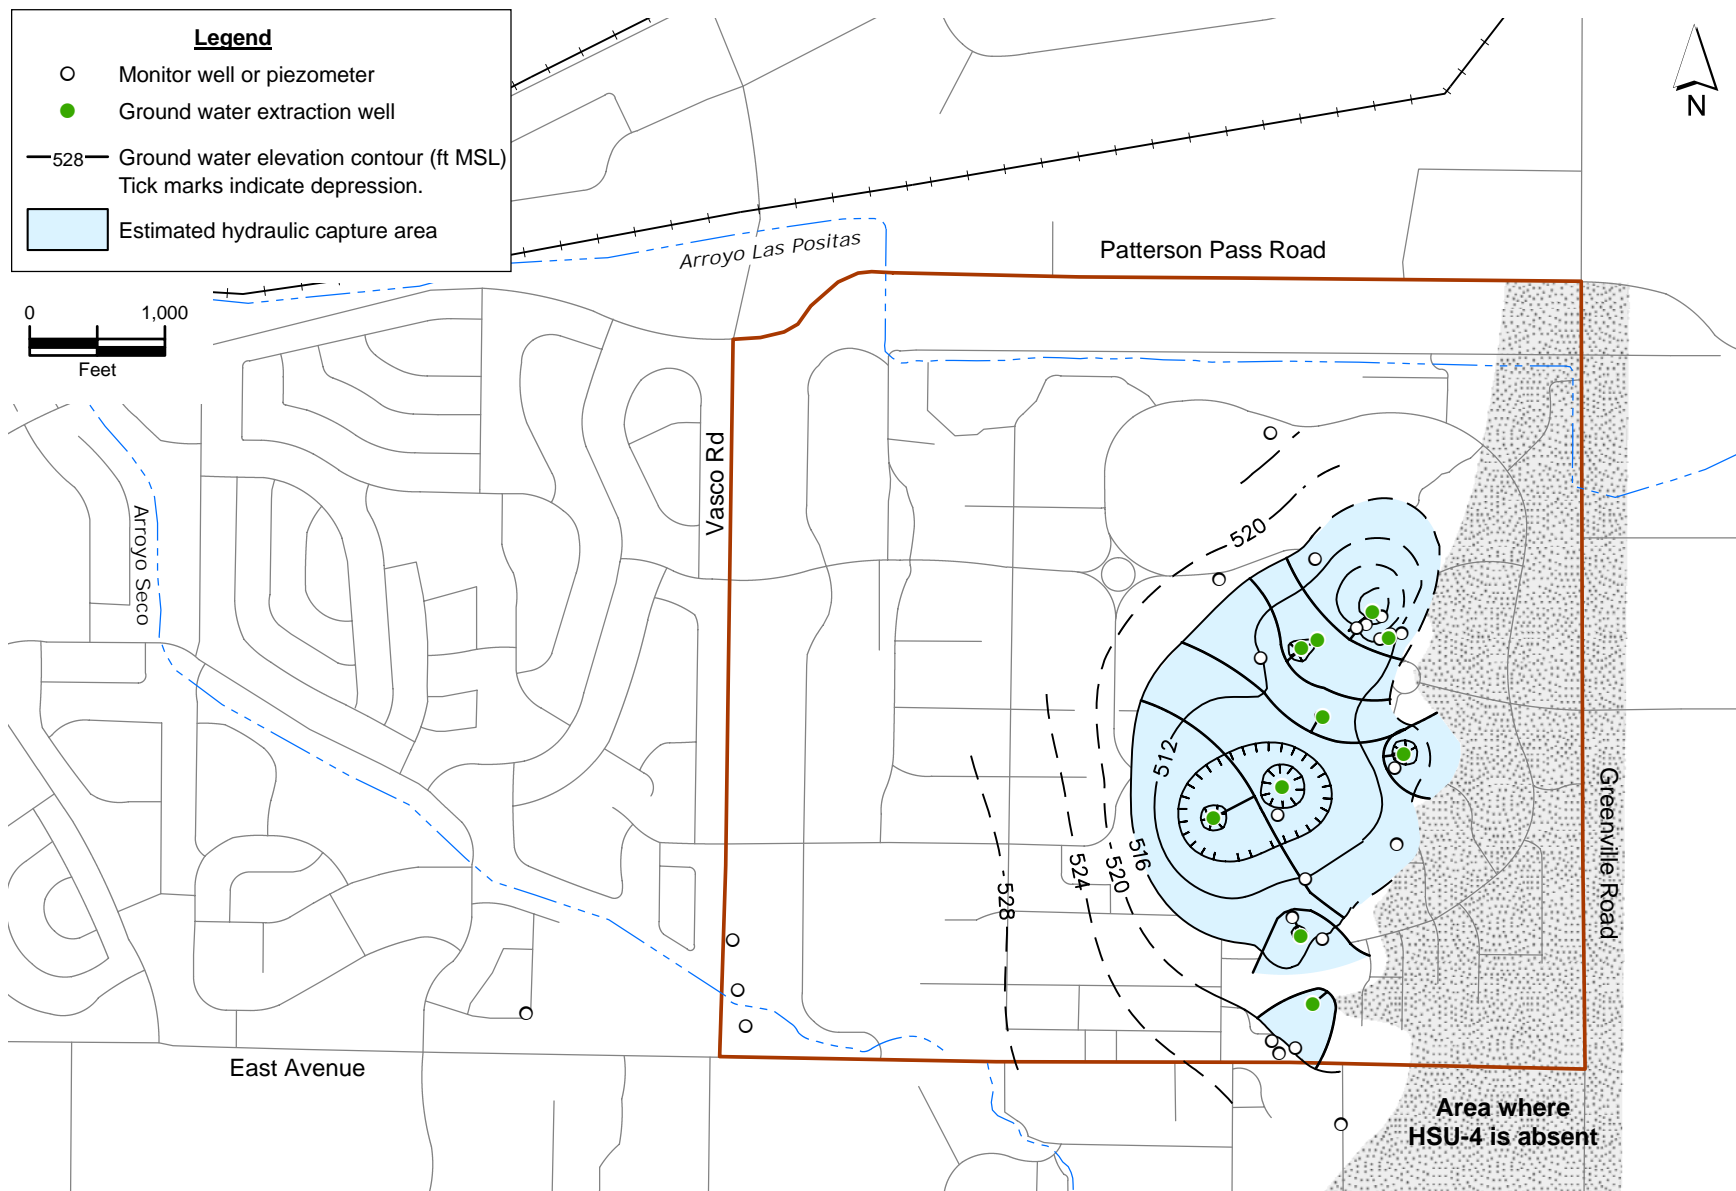 Legend
Monitor well or piezometer
Ground water extraction well
528
Ground water elevation contour (ft MSL)
Tick marks indicate depression.
Estimated hydraulic capture area
N
0
1,000
Feet
Arroyo Las Positas
Patterson Pass Road
Vasco Rd
Arroyo Seco
520
512
516
520
524
528
Greenville Road
East Avenue
Area where
HSU-4 is absent